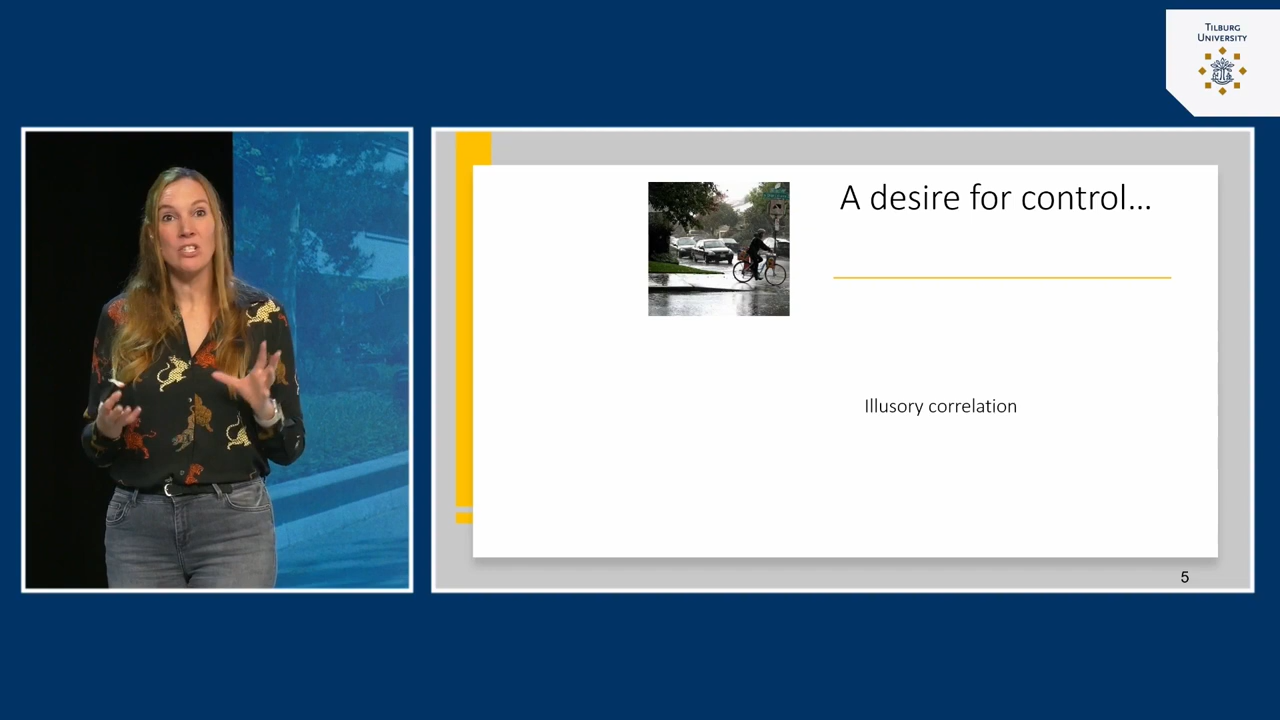 TILBURG
UNIVERSITY
A desire for control...
Illusory correlation
5